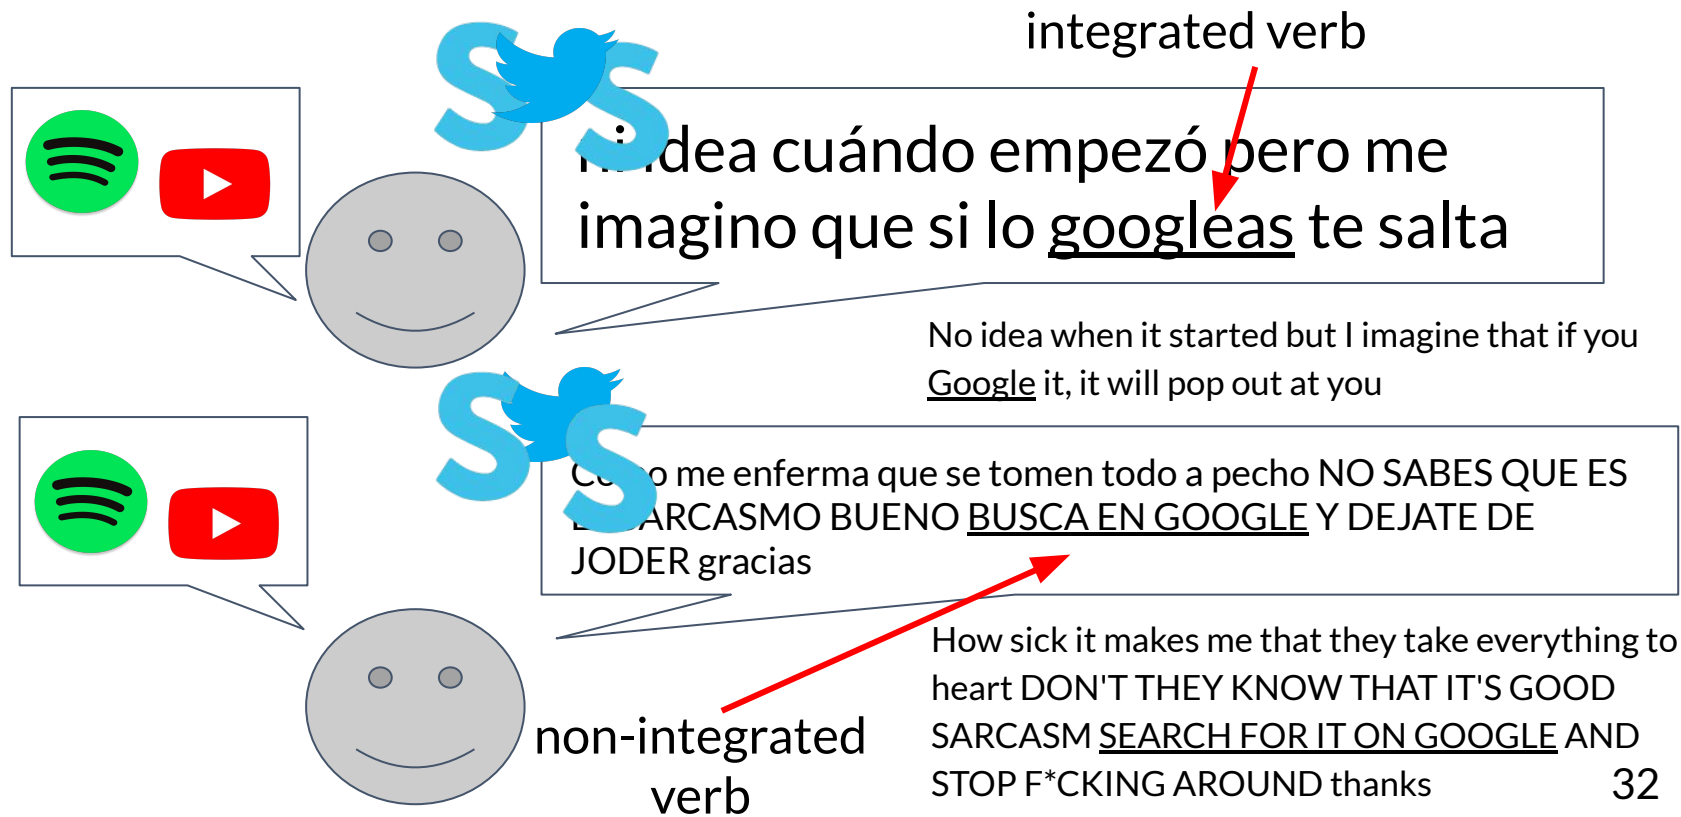 integrated verb
idea cuándo empezó pero me
imagino que si lo googleas te salta
No idea when it started but I imagine that if you
Google it, it will pop out at you
me enferma que se tomen todo a pecho NO SABES QUE ES
SARCASMO BUENO BUSCA EN GOOGLE Y DEJATE DE
JODER gracias
How sick it makes me that they take everything to
heart DON'T THEY KNOW THAT IT'S GOOD
SARCASM SEARCH FOR IT ON GOOGLE AND
STOP F*CKING AROUND thanks
non-integrated
verb
32